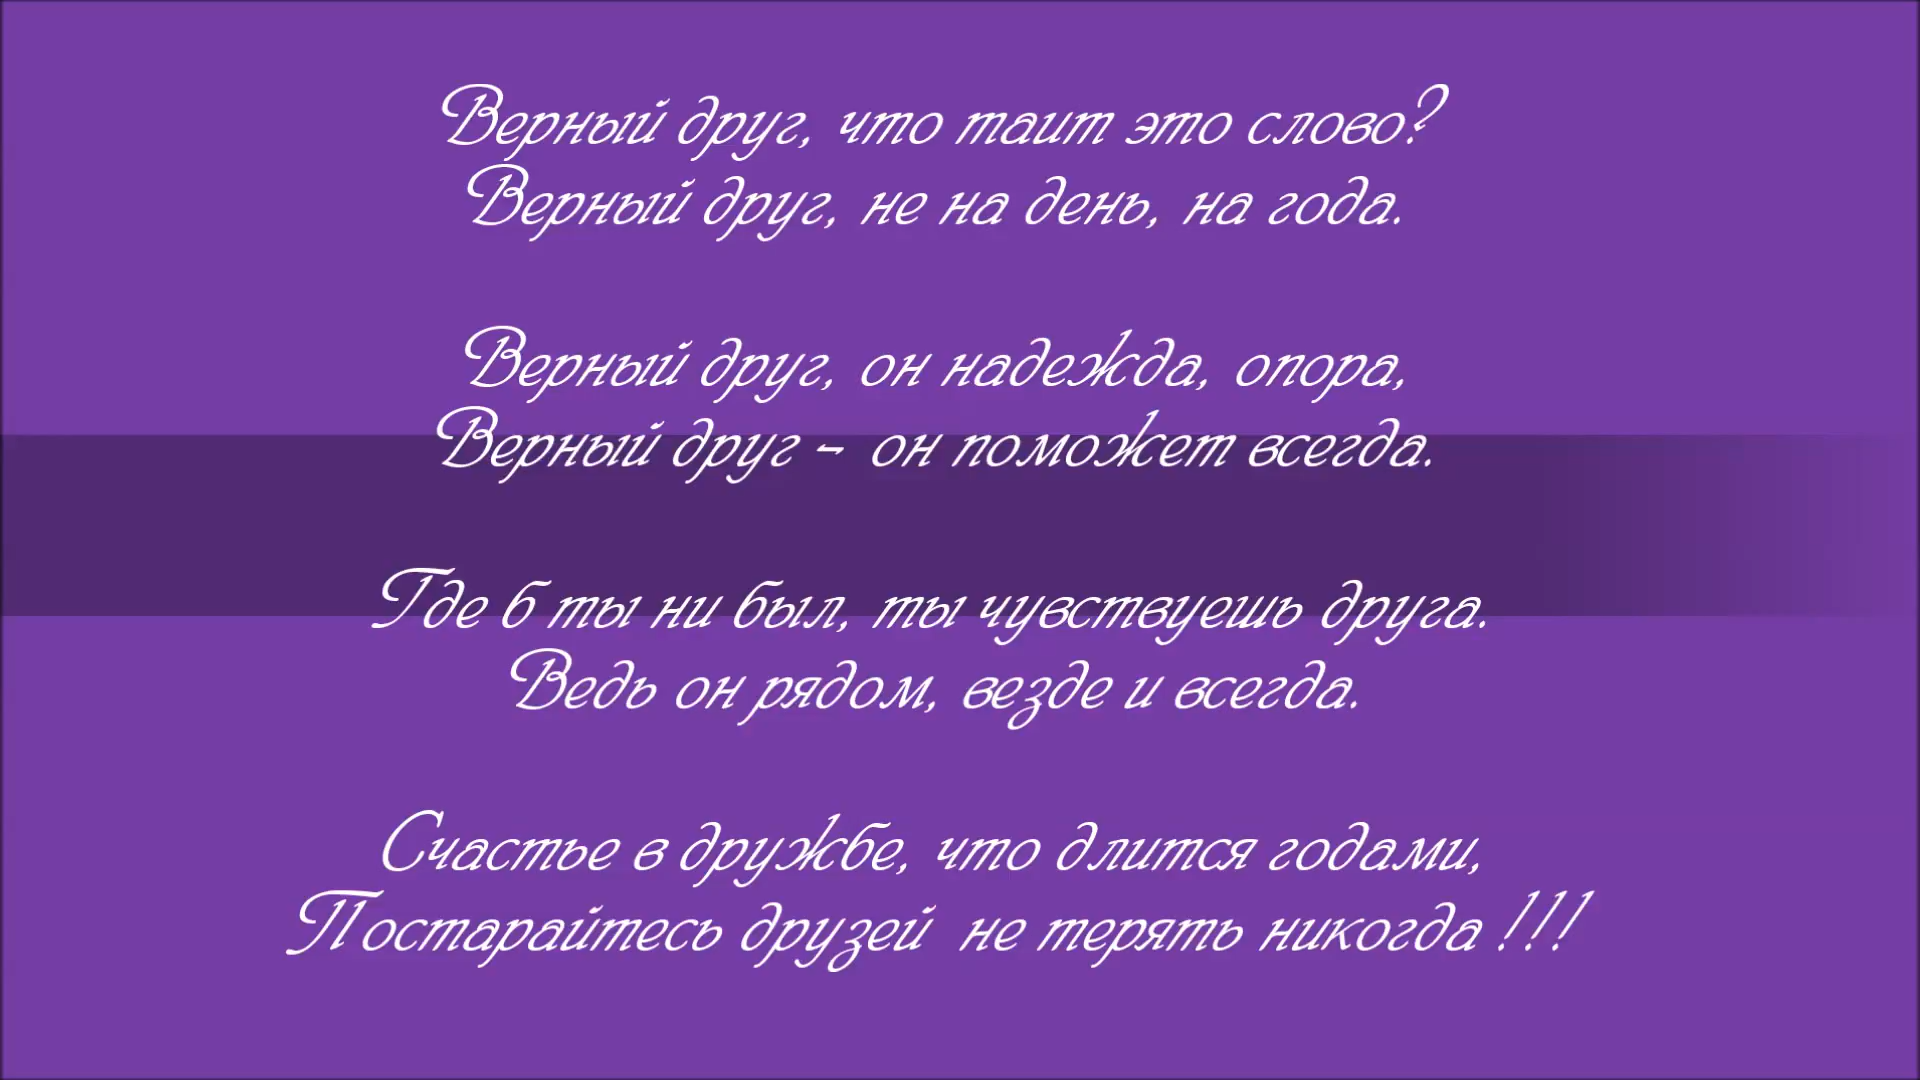 Верный друг, что таит это слово?
Верный друг, не на день, на года.
Верный друг, он надежда, опора,
Верный друг - он поможет всегда.
Где б ты ни был, ты чувствуешь друга.
Ведь он рядом, везде и всегда.
Счастье в дружбе, что длится годами,
Постарайтесь друзей не терять никогда !!!